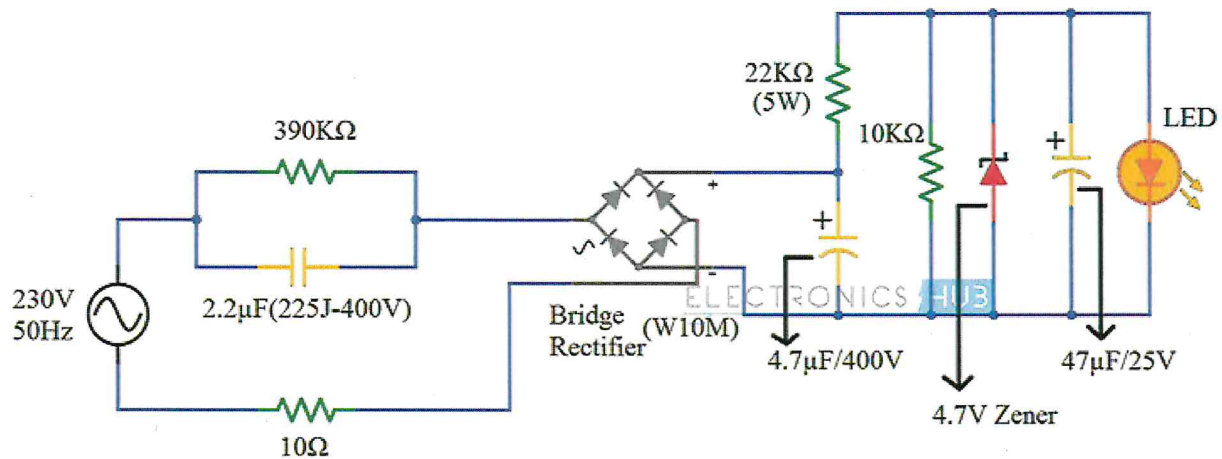 22KΩ
(5W)
LED
390KΩ
10KΩ
+
+
+
2.2μF(225J-400V)
-
230V
50Hz
ELECTRONICS HUB
Bridge
Rectifier
(W10M)
4.7μF/400V
47μF/25V
4.7V Zener
10Ω